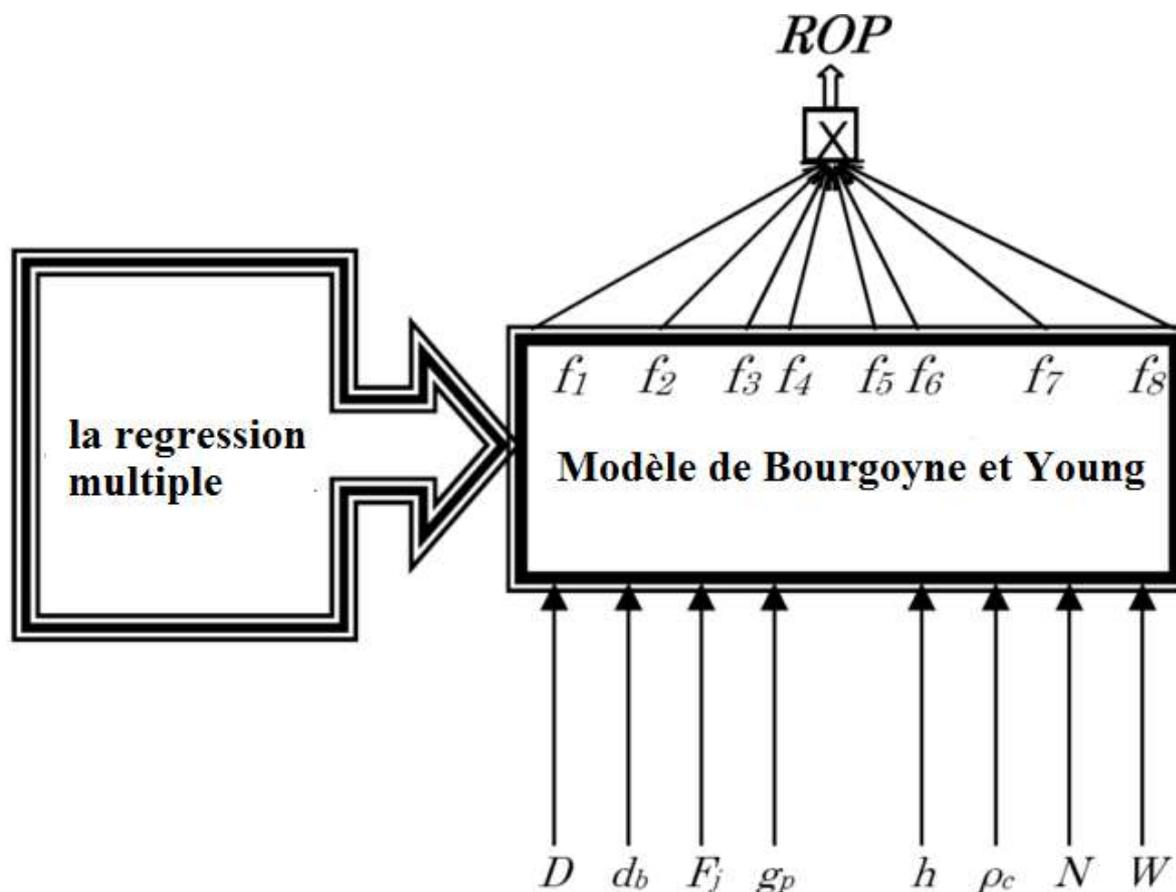 ROP
X
f1 f2 f3 f4 f5 f6 f7 f8
la regression
multiple
Modèle de Bourgoyne et Young
D db Fj gp h ρc N W